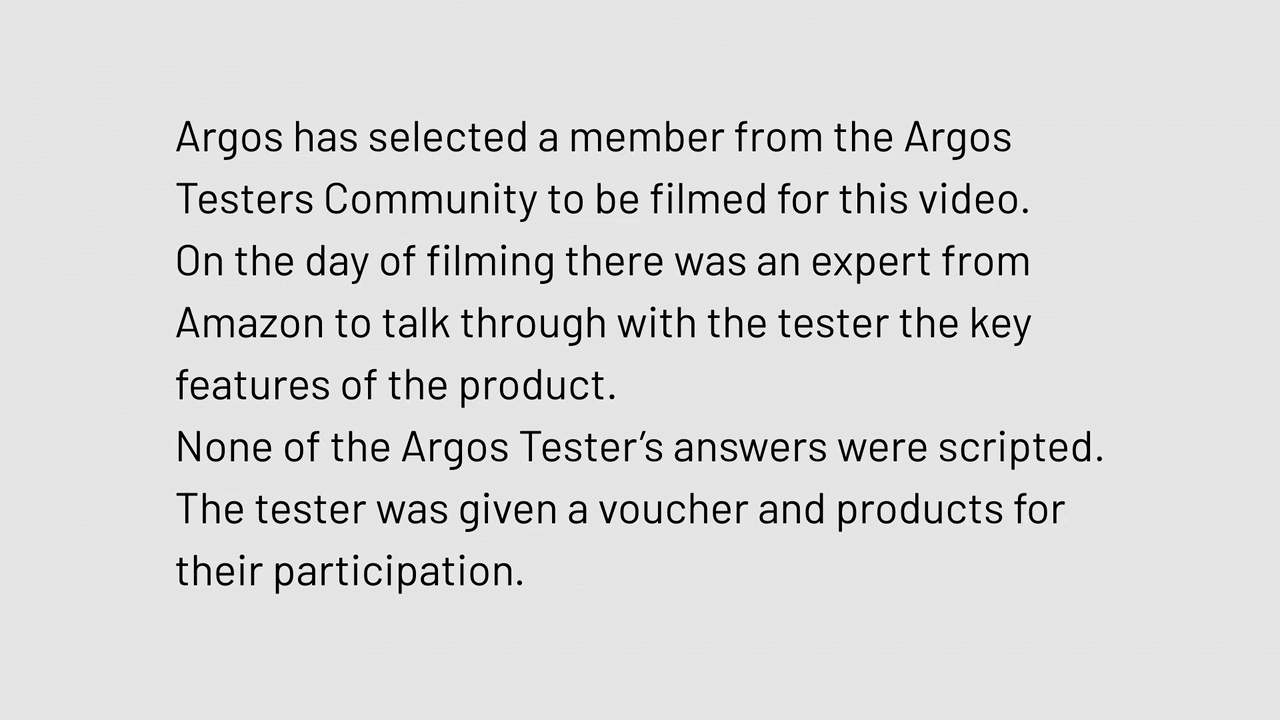 Argos has selected a member from the Argos
Testers Community to be filmed for this video.
On the day of filming there was an expert from
Amazon to talk through with the tester the key
features of the product.
None of the Argos Tester’s answers were scripted.
The tester was given a voucher and products for
their participation.